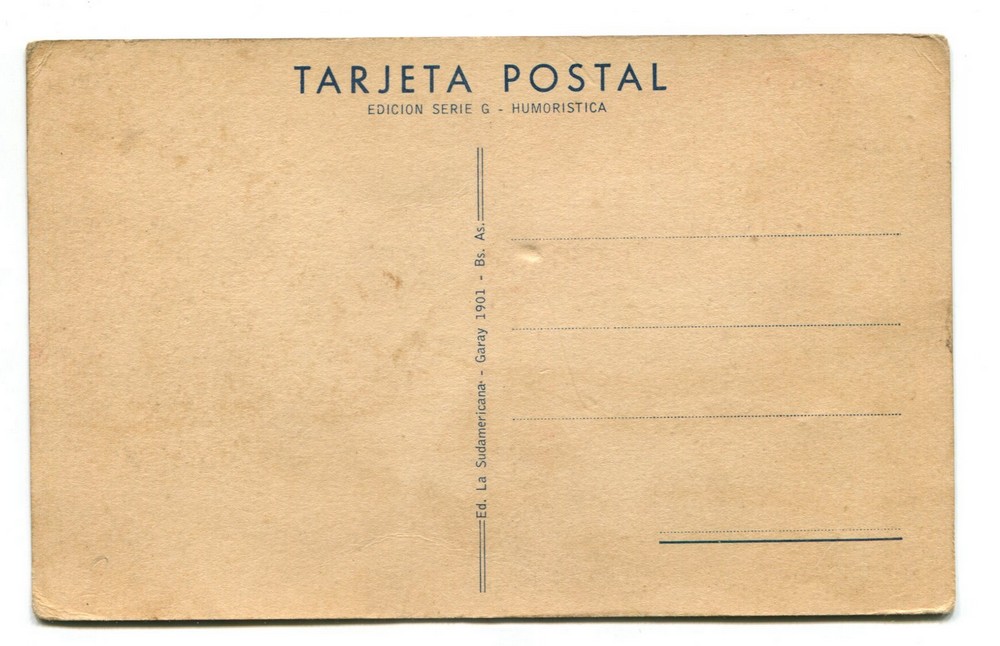 TARJETA POSTAL
EDICION SERIE G - HUMORISTICA
Ed. La Sudamericana - Garay 1901 - Bs. As.